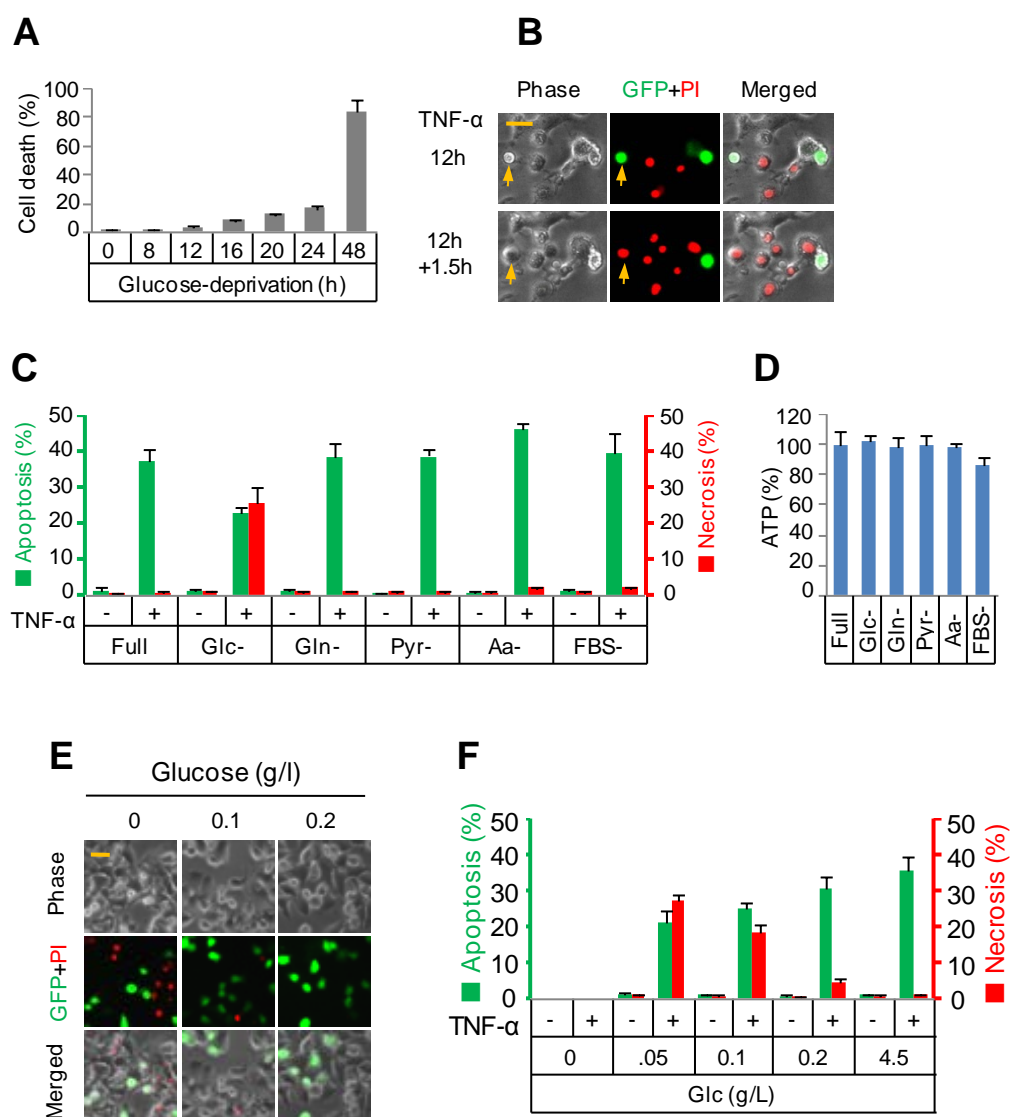 A
Cell death (%)
100
80
60
40
20
0
0 8 12 16 20 24 48
Glucose-deprivation (h)
B
Phase GFP+PI Merged
TNF-α
12h
12h
+1.5h
C
Apoptosis (%)
50
40
30
20
10
0
50
40
30
20
10
0
Necrosis (%)
TNF-α - + - + - + - + - + - +
Full Glc- Gln- Pyr- Aa- FBS-
D
ATP (%)
120
100
80
60
40
20
0
Full
Glc-
Gln-
Pyr-
Aa-
FBS-
E
Glucose (g/l)
0 0.1 0.2
Phase
GFP+PI
Merged
F
Apoptosis (%)
50
40
30
20
10
0
50
40
30
20
10
0
Necrosis (%)
TNF-α - + - + - + - + - +
0 .05 0.1 0.2 4.5
Glc (g/L)